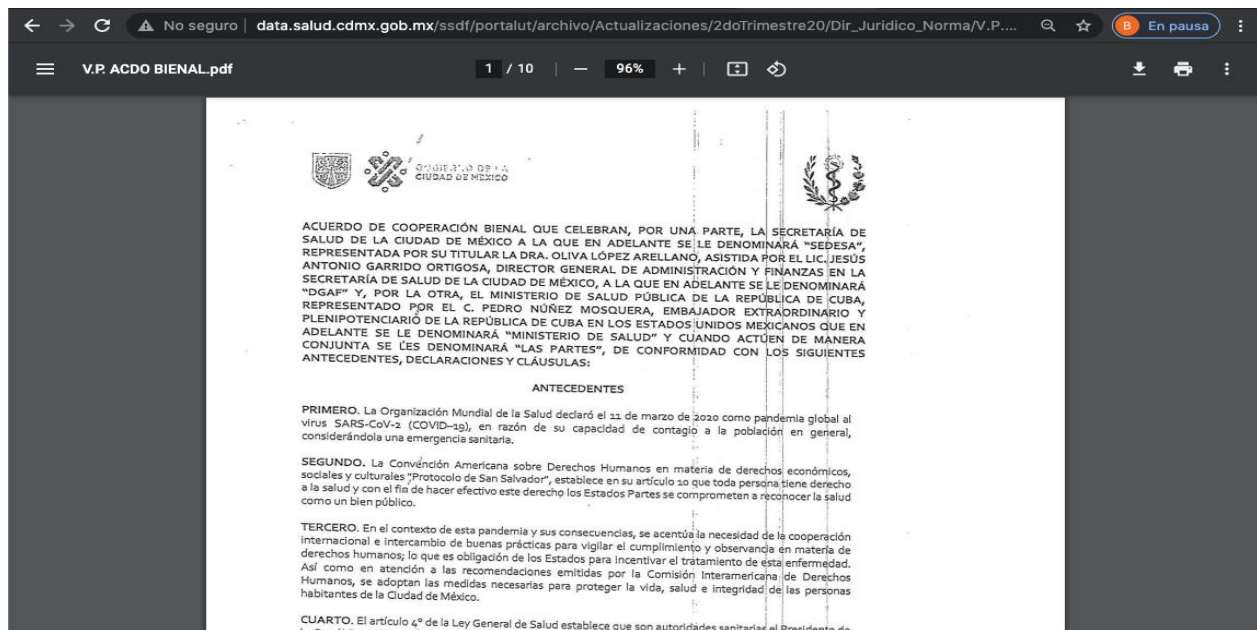 No seguro | data.salud.cdmx.gob.mx/ssdf/portalut/archivo/Actualizaciones/2doTrimestre20/Dir_Juridico_Norma/V.P....
B En pausa
V.P. ACDO BIENAL.pdf
1 / 10 | — 96% + |
GOBIERNO DE LA
CIUDAD DE MÉXICO
ACUERDO DE COOPERACIÓN BIENAL QUE CELEBRAN, POR UNA PARTE, LA SECRETARÍA DE
SALUD DE LA CIUDAD DE MÉXICO A LA QUE EN ADELANTE SE LE DENOMINARÁ "SEDESA",
REPRESENTADA POR SU TITULAR LA DRA. OLIVA LÓPEZ ARELLANO, ASISTIDA POR EL LIC. JESÚS
ANTONIO GARRIDO ORTIGOSA, DIRECTOR GENERAL DE ADMINISTRACIÓN Y FINANZAS EN LA
SECRETARÍA DE SALUD DE LA CIUDAD DE MÉXICO, A LA QUE EN ADELANTE SE LE DENOMINARÁ
"DGAF" Y, POR LA OTRA, EL MINISTERIO DE SALUD PÚBLICA DE LA REPÚBLICA DE CUBA,
REPRESENTADO POR EL C. PEDRO NÚÑEZ MOSQUERA, EMBAJADOR EXTRAORDINARIO Y
PLENIPOTENCIARIO DE LA REPÚBLICA DE CUBA EN LOS ESTADOS UNIDOS MEXICANOS QUE EN
ADELANTE SE LE DENOMINARÁ "MINISTERIO DE SALUD" Y CUANDO ACTÚEN DE MANERA
CONJUNTA SE LES DENOMINARÁ "LAS PARTES", DE CONFORMIDAD CON LOS SIGUIENTES
ANTECEDENTES, DECLARACIONES Y CLÁUSULAS:
ANTECEDENTES
PRIMERO. La Organización Mundial de la Salud declaró el 11 de marzo de 2020 como pandemia global al
virus SARS-CoV-2 (COVID–19), en razón de su capacidad de contagio a la población en general,
considerándola una emergencia sanitaria.
SEGUNDO. La Convención Americana sobre Derechos Humanos en materia de derechos económicos,
sociales y culturales "Protocolo de San Salvador", establece en su artículo 10 que toda persona tiene derecho
a la salud y con el fin de hacer efectivo este derecho los Estados Partes se comprometen a reconocer la salud
como un bien público.
TERCERO. En el contexto de esta pandemia y sus consecuencias, se acentúa la necesidad de la cooperación
internacional e intercambio de buenas prácticas para vigilar el cumplimiento y observancia en materia de
derechos humanos; lo que es obligación de los Estados para incentivar el tratamiento de esta enfermedad.
Así como en atención a las recomendaciones emitidas por la Comisión Interamericana de Derechos
Humanos, se adoptan las medidas necesarias para proteger la vida, salud e integridad de las personas
habitantes de la Ciudad de México.
CUARTO. El artículo 4º de la Ley General de Salud establece que son autoridades sanitarias el Presidente de